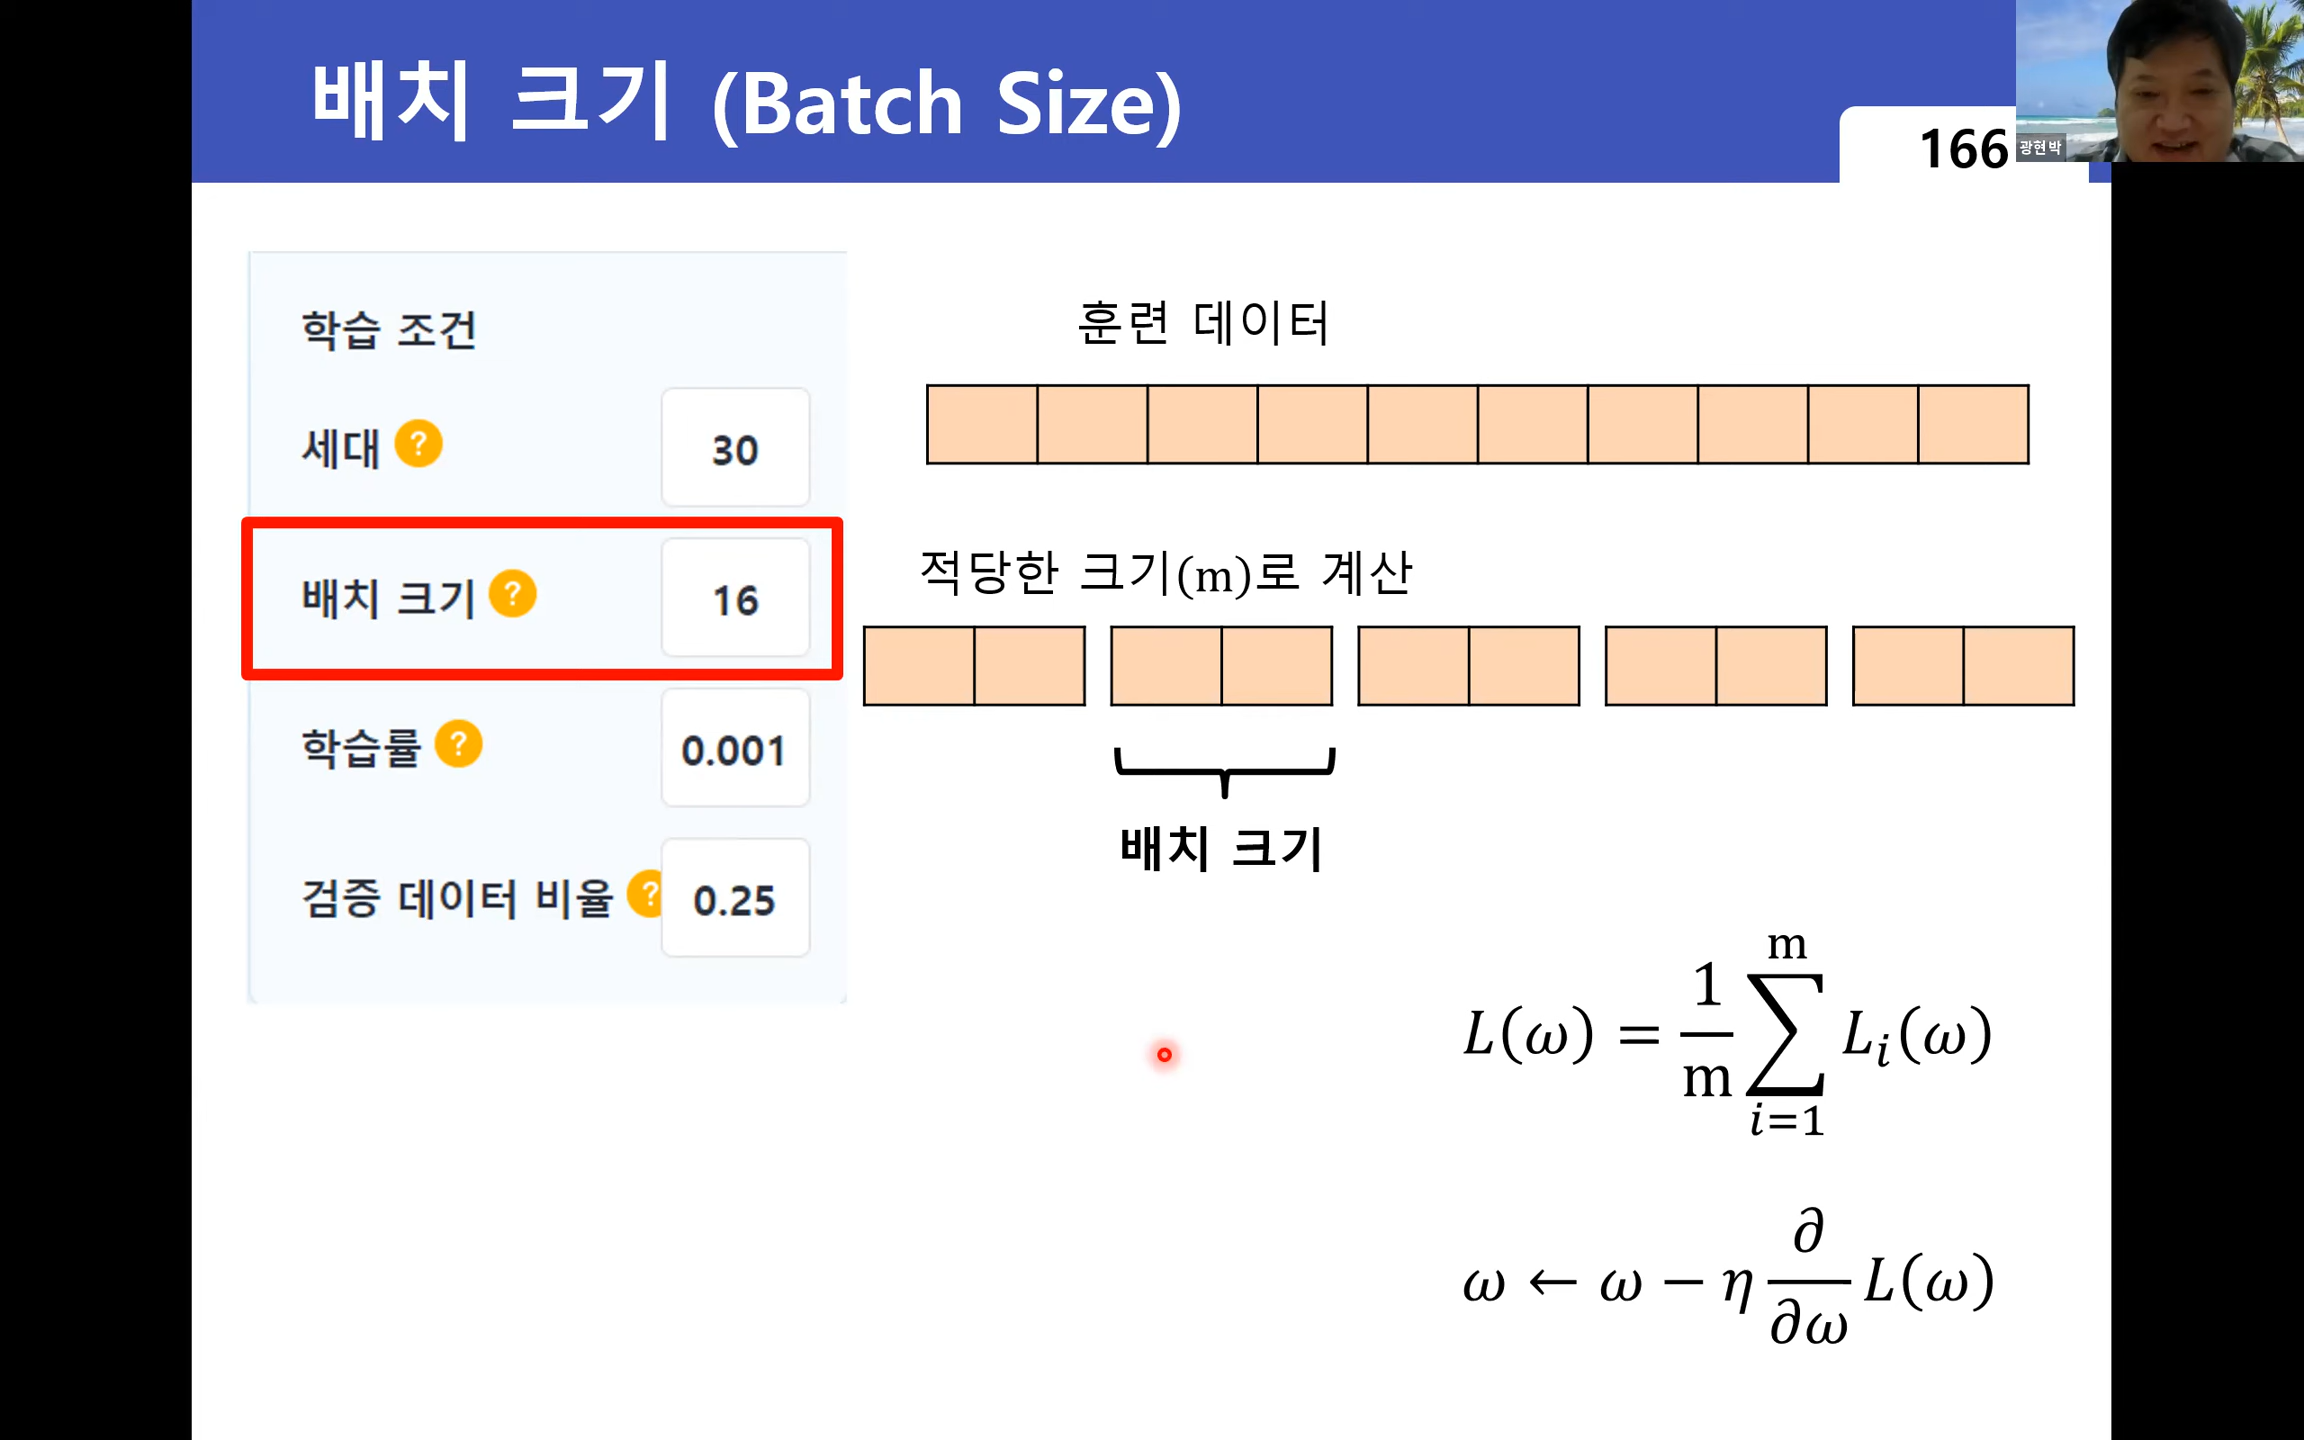 배치 크기 (Batch Size)
166
광현박
학습 조건
세대 ? 30
배치 크기 ? 16
학습률 ? 0.001
검증 데이터 비율 ? 0.25
훈련 데이터
적당한 크기(m)로 계산
배치 크기
L(ω) = 1/m ∑_{i=1}^{m} L_i(ω)
ω ← ω − η ∂/∂ω L(ω)